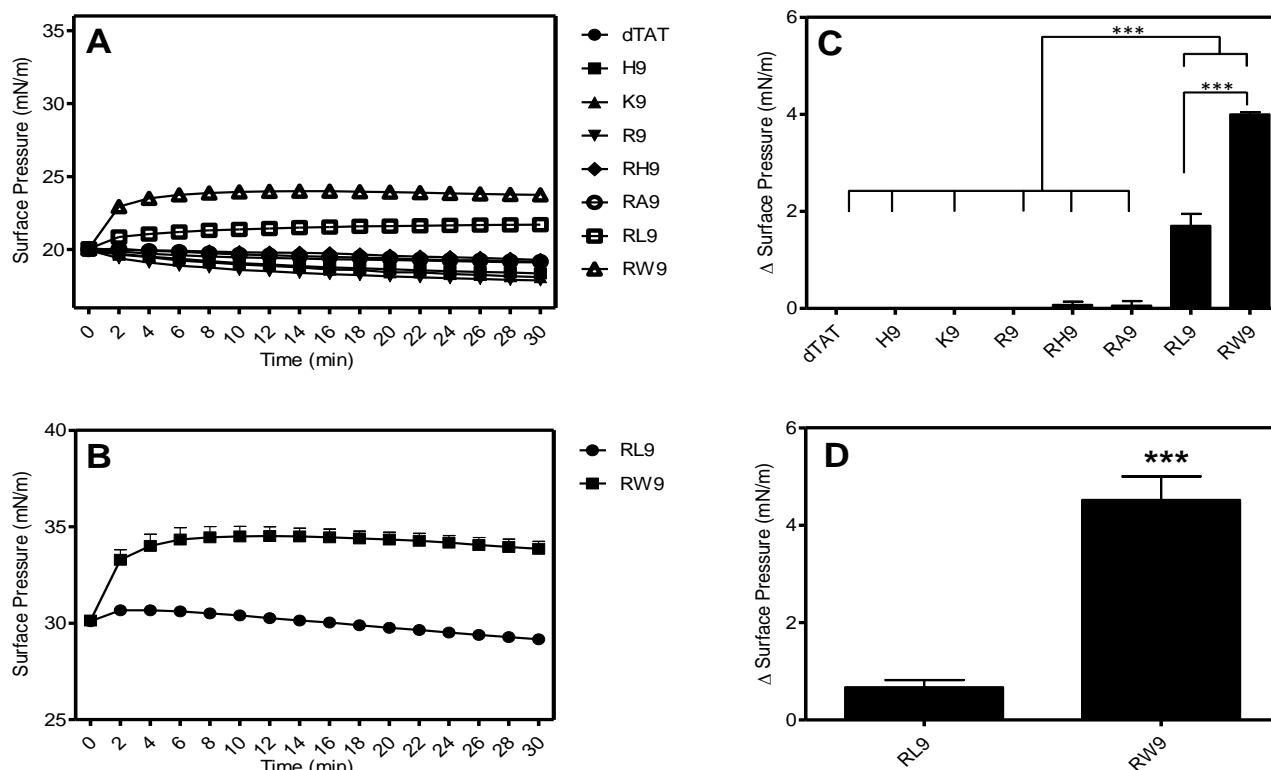 A
Surface Pressure (mN/m)
35
30
25
20
0 2 4 6 8 10 12 14 16 18 20 22 24 26 28 30
Time (min)
dTAT
H9
K9
R9
RH9
RA9
RL9
RW9
C
Δ Surface Pressure (mN/m)
6
4
2
0
***
***
dTAT H9 K9 R9 RH9 RA9 RL9 RW9
B
Surface Pressure (mN/m)
40
35
30
25
0 2 4 6 8 10 12 14 16 18 20 22 24 26 28 30
Time (min)
RL9
RW9
D
Δ Surface Pressure (mN/m)
6
4
2
0
***
RL9 RW9